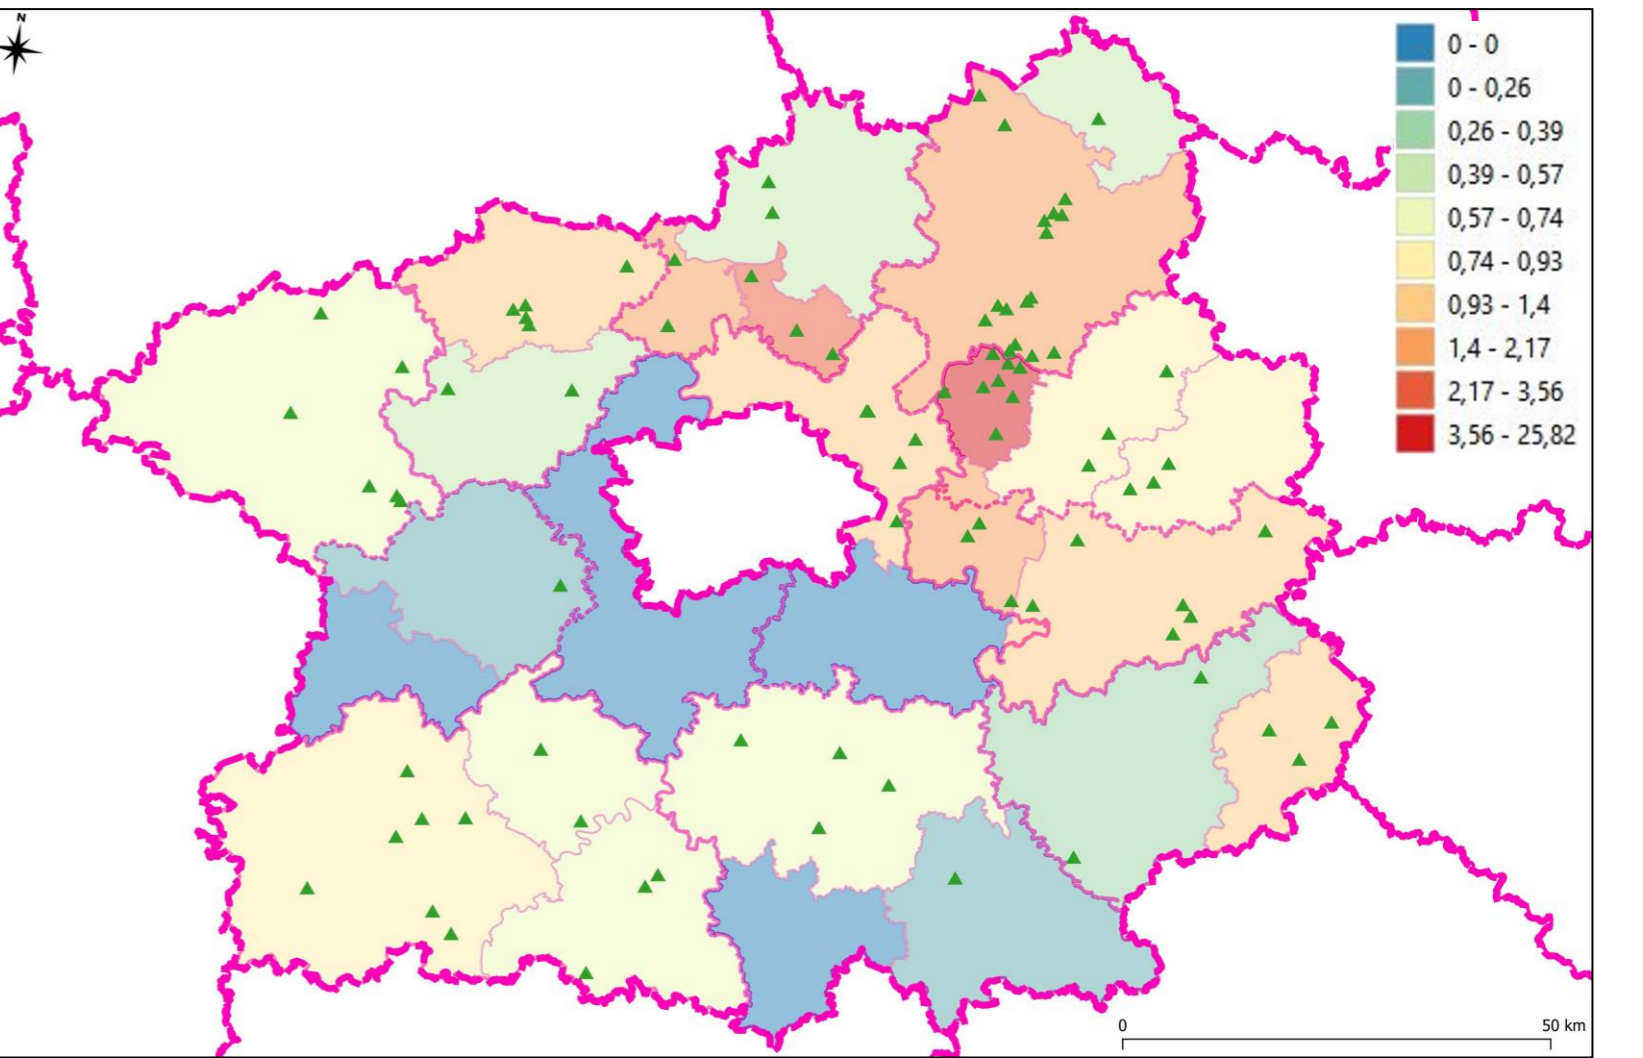 N
0 - 0
0 - 0,26
0,26 - 0,39
0,39 - 0,57
0,57 - 0,74
0,74 - 0,93
0,93 - 1,4
1,4 - 2,17
2,17 - 3,56
3,56 - 25,82
0 50 km